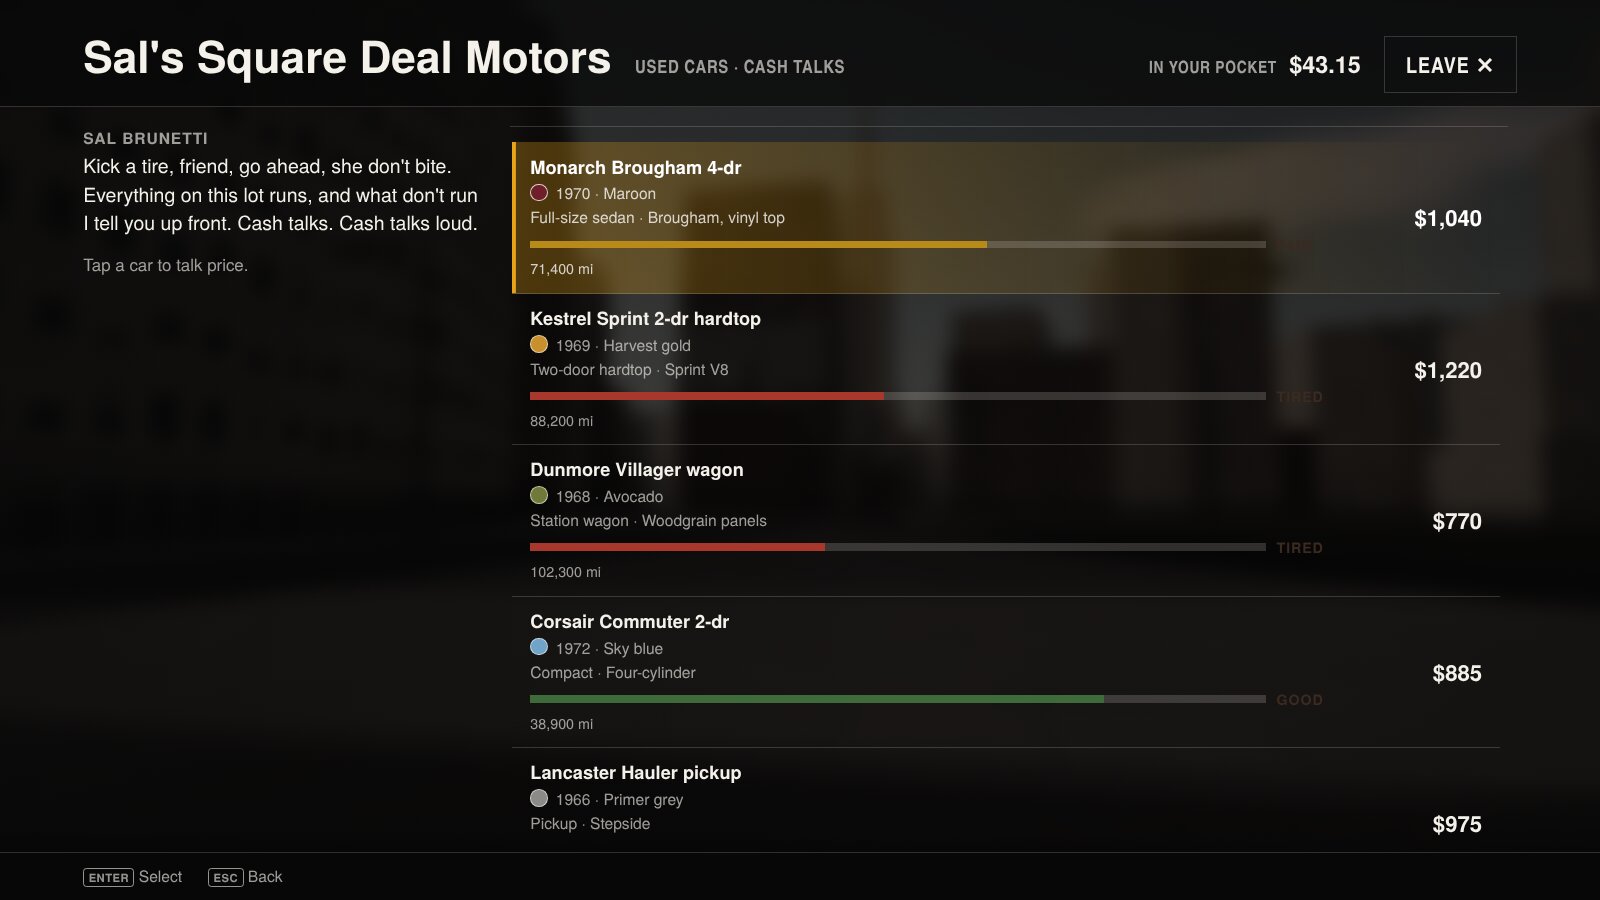 Sal's Square Deal Motors
USED CARS · CASH TALKS
IN YOUR POCKET $43.15
LEAVE ✕
SAL BRUNETTI
Kick a tire, friend, go ahead, she don't bite.
Everything on this lot runs, and what don't run
I tell you up front. Cash talks. Cash talks loud.
Tap a car to talk price.
Monarch Brougham 4-dr
1970 · Maroon
Full-size sedan · Brougham, vinyl top
$1,040
71,400 mi
Kestrel Sprint 2-dr hardtop
1969 · Harvest gold
Two-door hardtop · Sprint V8
$1,220
TIRED
88,200 mi
Dunmore Villager wagon
1968 · Avocado
Station wagon · Woodgrain panels
$770
TIRED
102,300 mi
Corsair Commuter 2-dr
1972 · Sky blue
Compact · Four-cylinder
$885
GOOD
38,900 mi
Lancaster Hauler pickup
1966 · Primer grey
Pickup · Stepside
$975
ENTER Select
ESC Back